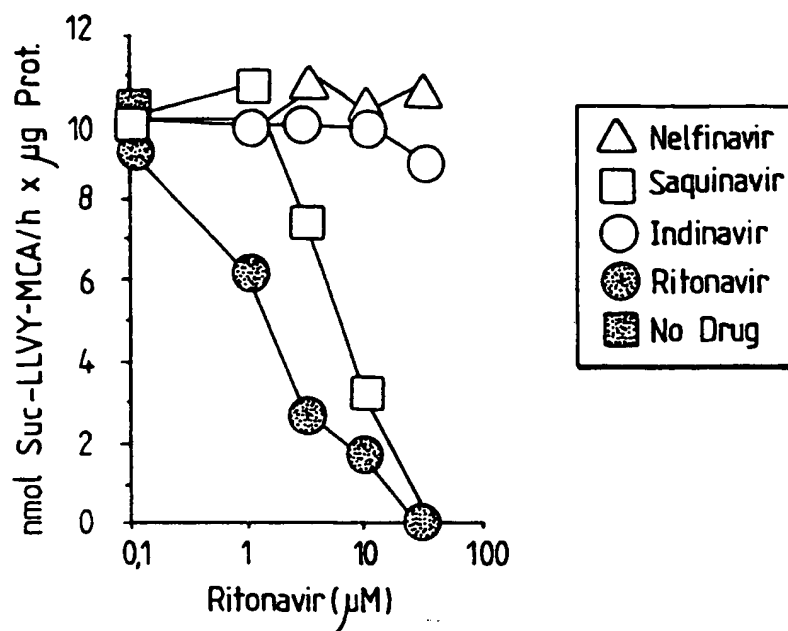 nmol Suc-LLVY-MCA/h x µg Prot.
12
10
8
6
4
2
0
0,1
1
10
100
Ritonavir (µM)
Nelfinavir
Saquinavir
Indinavir
Ritonavir
No Drug